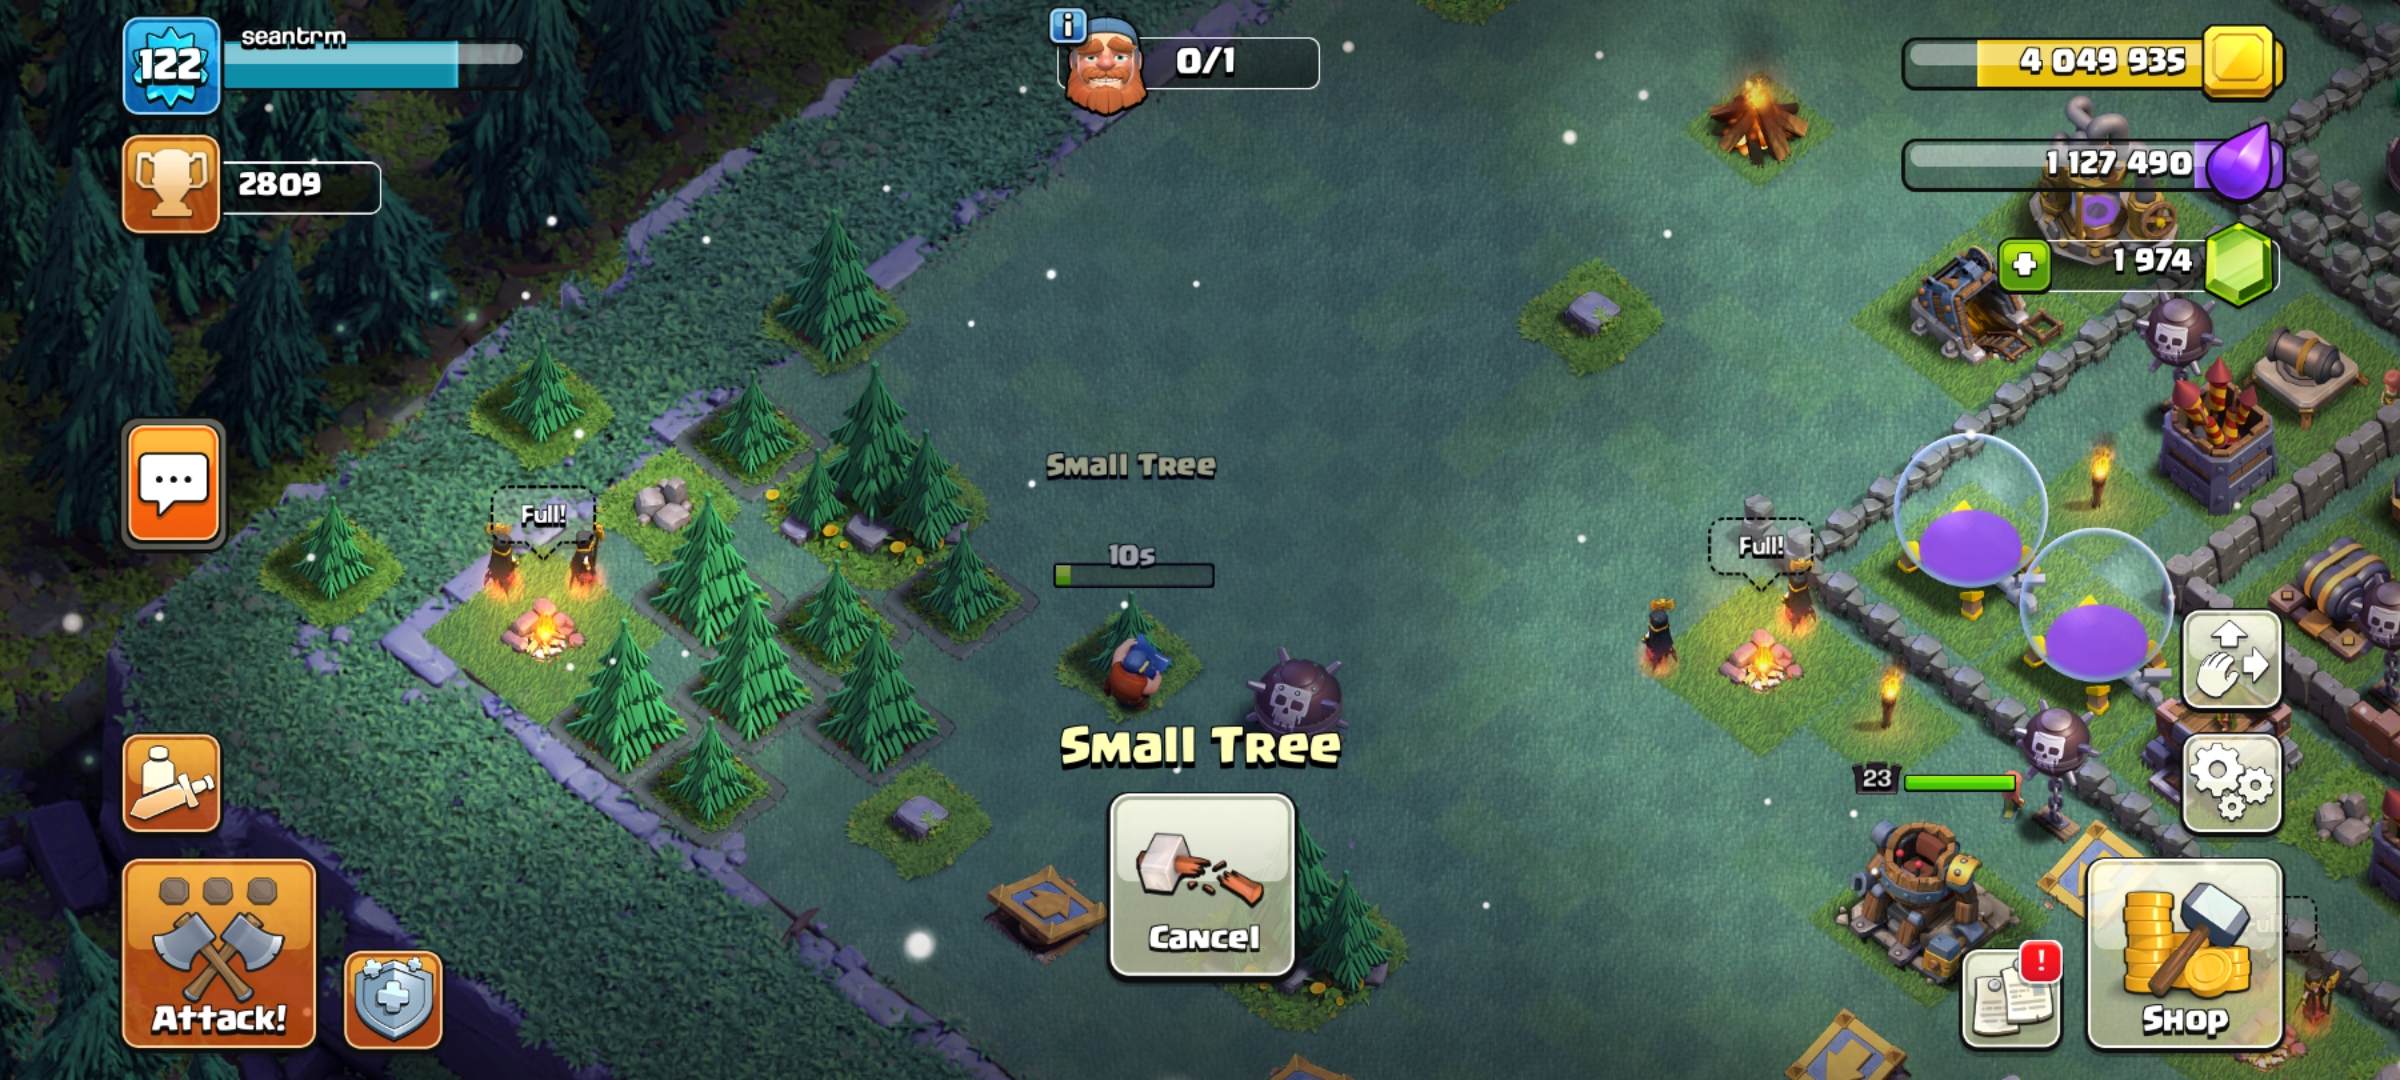 122
seantrm
i
0/1
4 049 935
2809
1 127 490
+
1 974
Small Tree
Full!
Full!
10s
Small Tree
23
Cancel
!
Attack!
Shop